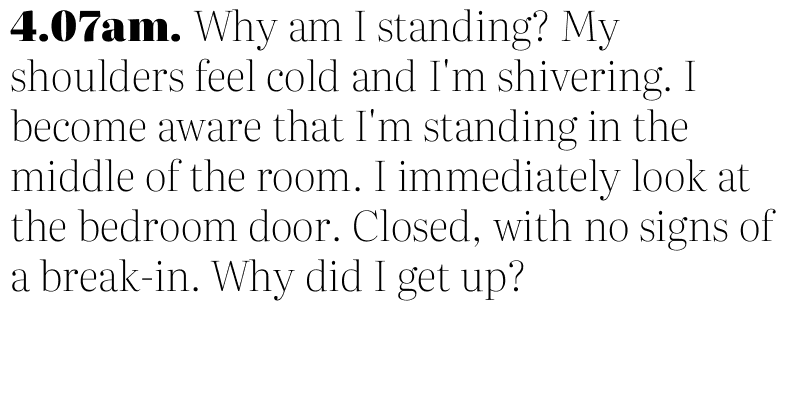 4.07am. Why am I standing? My
shoulders feel cold and I'm shivering. I
become aware that I'm standing in the
middle of the room. I immediately look at
the bedroom door. Closed, with no signs of
a break-in. Why did I get up?